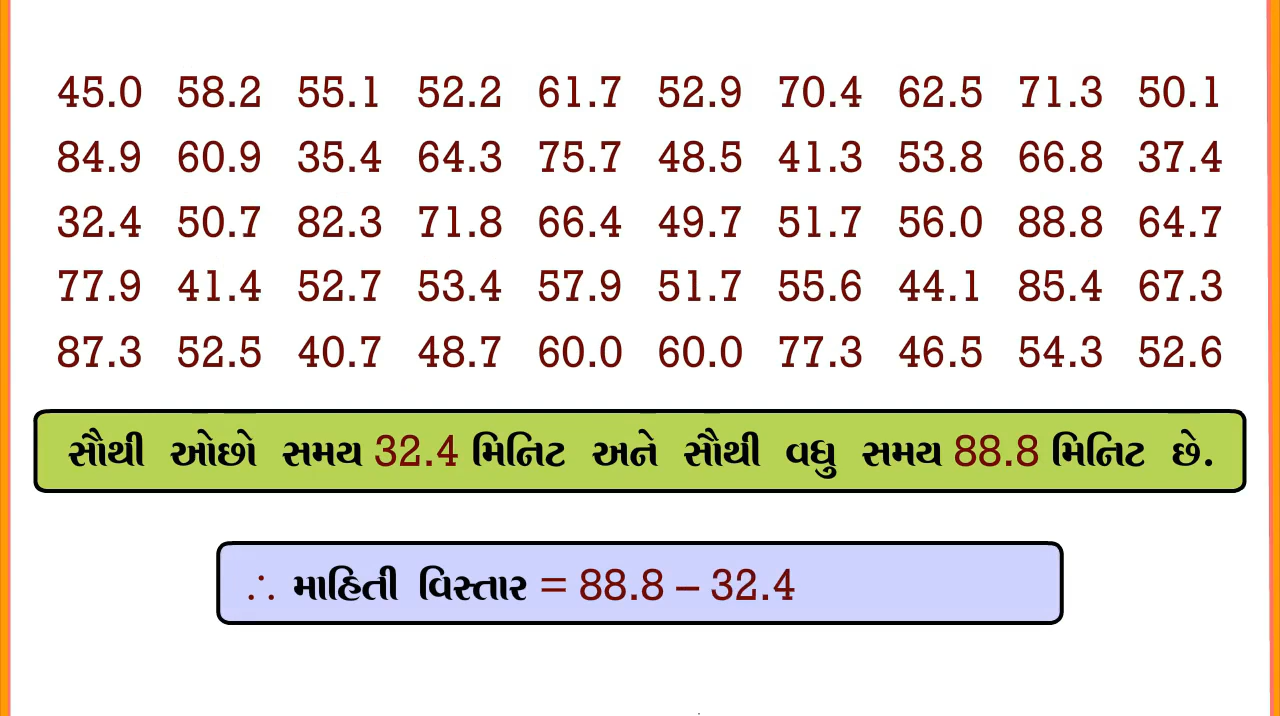 45.0 58.2 55.1 52.2 61.7 52.9 70.4 62.5 71.3 50.1
84.9 60.9 35.4 64.3 75.7 48.5 41.3 53.8 66.8 37.4
32.4 50.7 82.3 71.8 66.4 49.7 51.7 56.0 88.8 64.7
77.9 41.4 52.7 53.4 57.9 51.7 55.6 44.1 85.4 67.3
87.3 52.5 40.7 48.7 60.0 60.0 77.3 46.5 54.3 52.6
સૌથી ઓછો સમય 32.4 મિનિટ અને સૌથી વધુ સમય 88.8 મિનિટ છે.
∴ માહિતી વિસ્તાર = 88.8 – 32.4